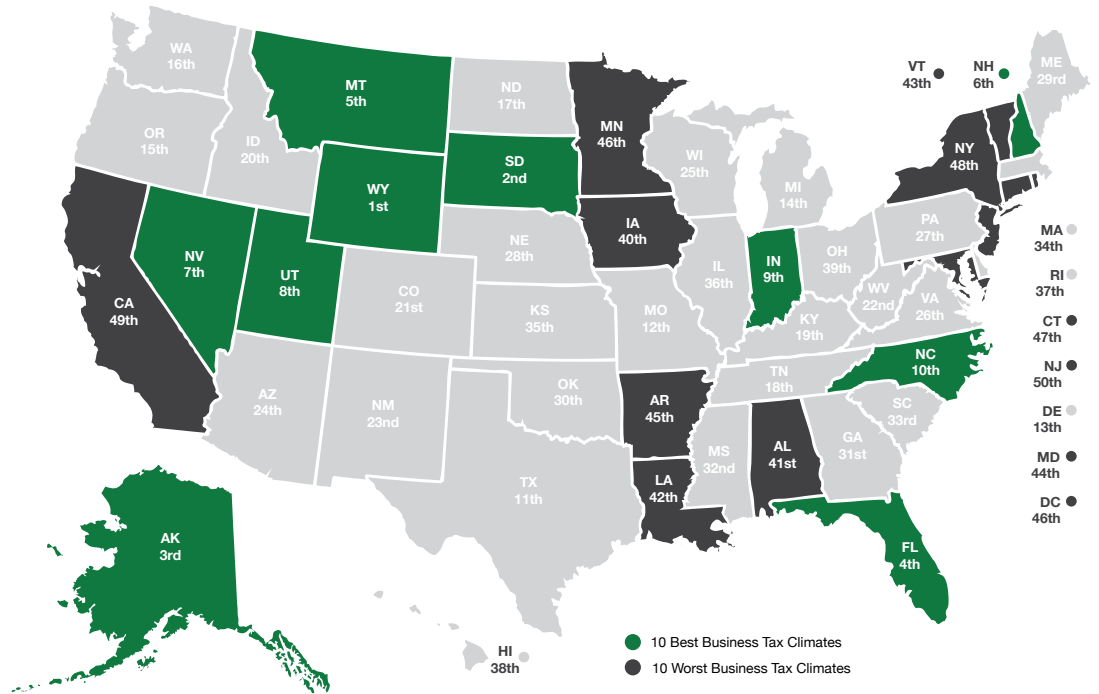 WA
16th
MT
5th
ND
17th
MN
46th
VT
43rd
NH
6th
ME
29rd
OR
15th
ID
20th
SD
2nd
WI
25th
MI
14th
NY
48th
WY
1st
IA
40th
NV
7th
UT
8th
NE
28th
IL
36th
IN
9th
OH
39th
PA
27th
MA
34th
CA
49th
CO
21st
KS
35th
MO
12th
KY
19th
WV
22nd
VA
26th
RI
37th
CT
47th
AZ
24th
NM
23nd
OK
30th
AR
45th
TN
18th
NC
10th
NJ
50th
SC
33rd
DE
13th
TX
11th
LA
42th
MS
32nd
AL
41st
GA
31st
MD
44th
DC
46th
AK
3rd
FL
4th
HI
38th
10 Best Business Tax Climates
10 Worst Business Tax Climates